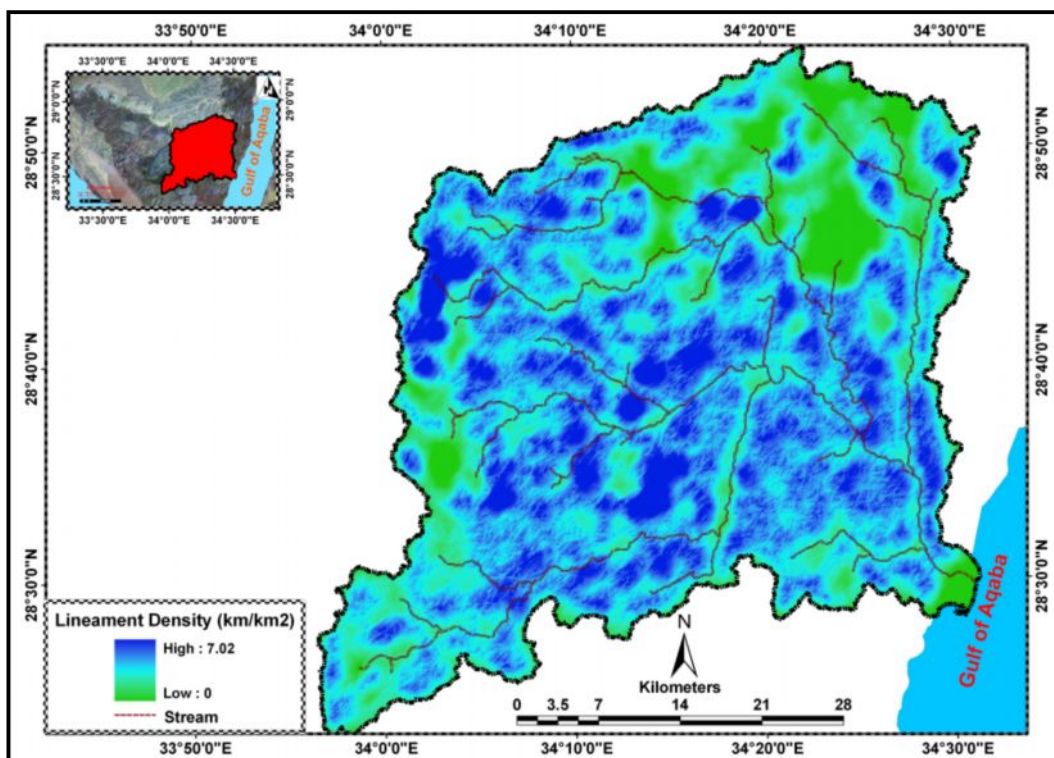 33°50'0"E 34°0'0"E 34°10'0"E 34°20'0"E 34°30'0"E
33°30'0"E 34°0'0"E 34°30'0"E
29°0'0"N
29°0'0"N
28°30'0"N
28°30'0"N
Gulf of Aqaba
33°30'0"E 34°0'0"E 34°30'0"E
28°50'0"N
28°50'0"N
28°40'0"N
28°40'0"N
28°30'0"N
28°30'0"N
Gulf of Aqaba
Lineament Density (km/km2)
High : 7.02
Low : 0
Stream
N
Kilometers
0 3.5 7 14 21 28
33°50'0"E 34°0'0"E 34°10'0"E 34°20'0"E 34°30'0"E